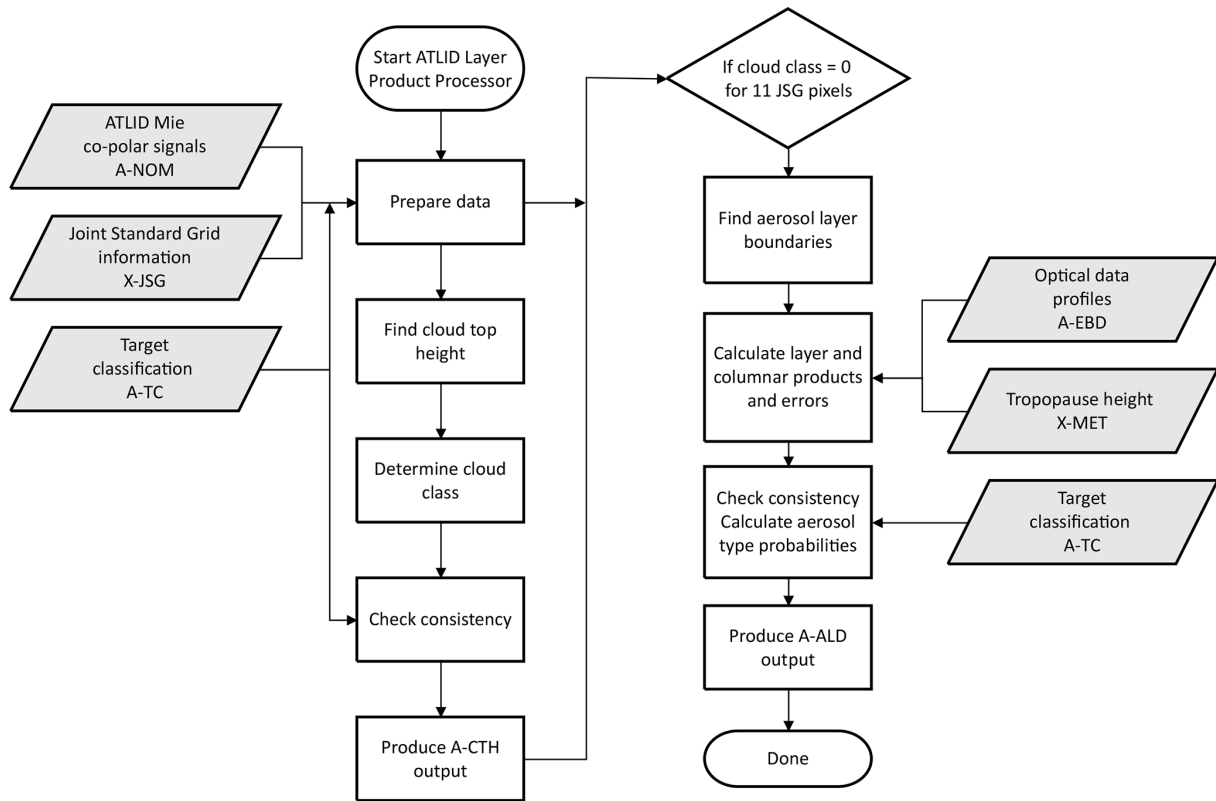 Start ATLID Layer
Product Processor
ATLID Mie
co-polar signals
A-NOM
Joint Standard Grid
information
X-JSG
Target
classification
A-TC
Prepare data
Find cloud top
height
Determine cloud
class
Check consistency
Produce A-CTH
output
If cloud class = 0
for 11 JSG pixels
Find aerosol layer
boundaries
Calculate layer and
columnar products
and errors
Optical data
profiles
A-EBD
Tropopause height
X-MET
Check consistency
Calculate aerosol
type probabilities
Target
classification
A-TC
Produce A-ALD
output
Done